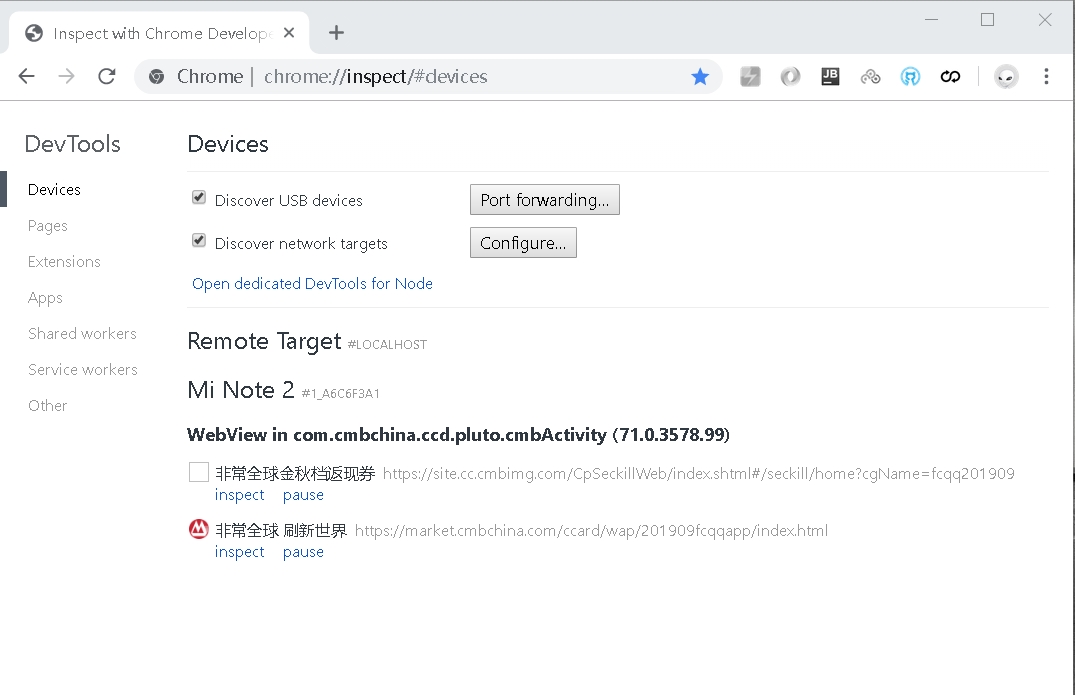 Inspect with Chrome Develope
Chrome | chrome://inspect/#devices
JB
DevTools
Devices
Pages
Extensions
Apps
Shared workers
Service workers
Other
Devices
Discover USB devices
Port forwarding...
Discover network targets
Configure...
Open dedicated DevTools for Node
Remote Target #LOCALHOST
Mi Note 2 #1_A6C6F3A1
WebView in com.cmbchina.ccd.pluto.cmbActivity (71.0.3578.99)
非常全球金秋档返现券 https://site.cc.cmbimg.com/CpSeckillWeb/index.shtml#/seckill/home?cgName=fcqq201909
inspect pause
非常全球 刷新世界 https://market.cmbchina.com/ccard/wap/201909fcqqapp/index.html
inspect pause